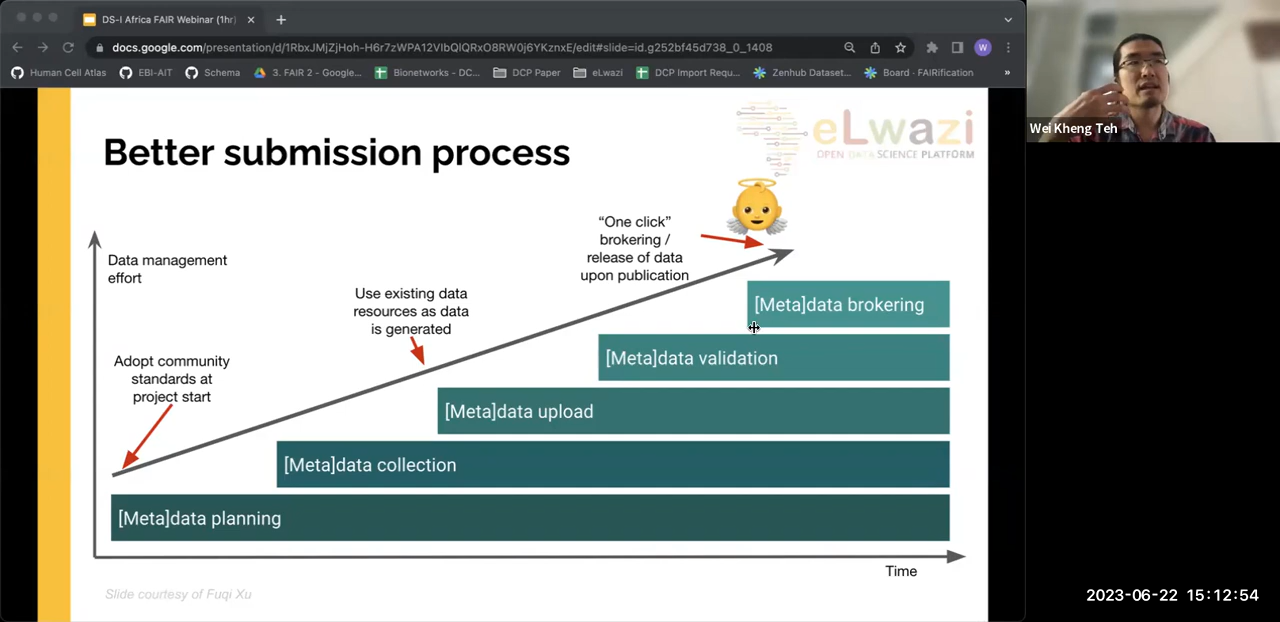 DS-I Africa FAIR Webinar (1hr)
docs.google.com/presentation/d/1RbxJMjZjHoh-H6r7zWPA12VIbQIQRxO8RW0j6YKznxE/edit#slide=id.g252bf45d738_0_1408
W
Human Cell Atlas
EBI-AIT
Schema
3. FAIR 2 - Google...
Bionetworks - DC...
DCP Paper
eLwazi
DCP Import Requ...
Zenhub Dataset...
Board · FAIRification
»
Better submission process
eLwazi
OPEN DATA SCIENCE PLATFORM
Data management
effort
Adopt community
standards at
project start
Use existing data
resources as data
is generated
“One click”
brokering /
release of data
upon publication
[Meta]data brokering
[Meta]data validation
[Meta]data upload
[Meta]data collection
[Meta]data planning
Time
Slide courtesy of Fuqi Xu
Wei Kheng Teh
2023-06-22 15:12:54